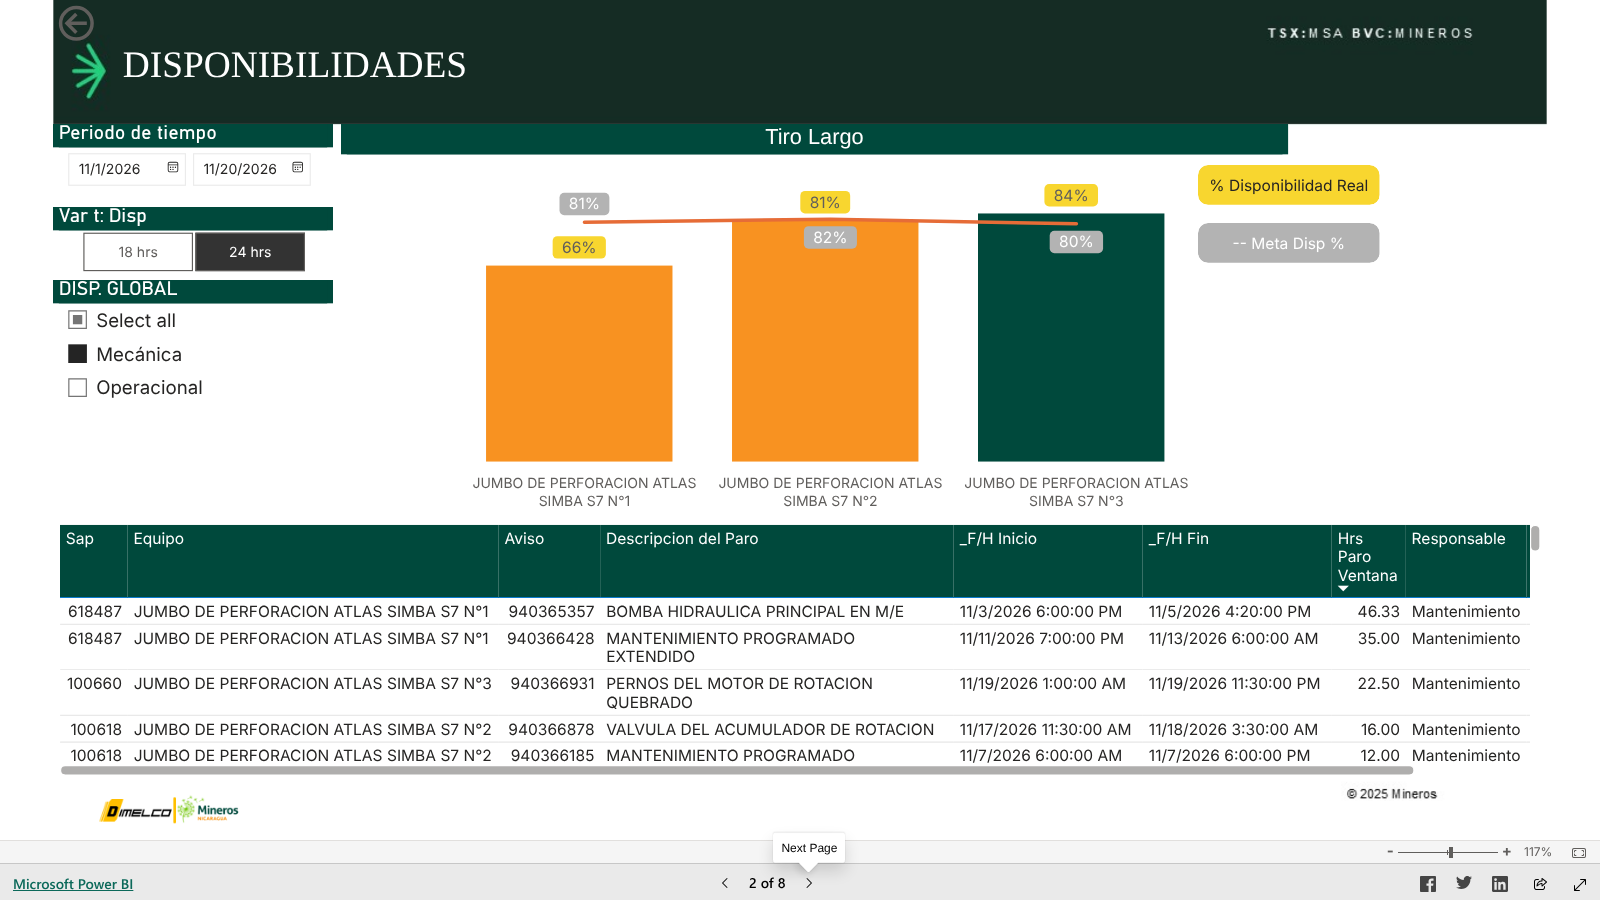 TSX:MSA BVC:MINEROS
DISPONIBILIDADES
Periodo de tiempo
11/1/2026
11/20/2026
Var t: Disp
18 hrs
24 hrs
DISP. GLOBAL
Select all
Mecánica
Operacional
Tiro Largo
% Disponibilidad Real
-- Meta Disp %
81%
81%
84%
66%
82%
80%
JUMBO DE PERFORACION ATLAS
SIMBA S7 N°1
JUMBO DE PERFORACION ATLAS
SIMBA S7 N°2
JUMBO DE PERFORACION ATLAS
SIMBA S7 N°3
Sap Equipo Aviso Descripcion del Paro _F/H Inicio _F/H Fin Hrs Paro Ventana Responsable
618487 JUMBO DE PERFORACION ATLAS SIMBA S7 N°1 940365357 BOMBA HIDRAULICA PRINCIPAL EN M/E 11/3/2026 6:00:00 PM 11/5/2026 4:20:00 PM 46.33 Mantenimiento
618487 JUMBO DE PERFORACION ATLAS SIMBA S7 N°1 940366428 MANTENIMIENTO PROGRAMADO EXTENDIDO 11/11/2026 7:00:00 PM 11/13/2026 6:00:00 AM 35.00 Mantenimiento
100660 JUMBO DE PERFORACION ATLAS SIMBA S7 N°3 940366931 PERNOS DEL MOTOR DE ROTACION QUEBRADO 11/19/2026 1:00:00 AM 11/19/2026 11:30:00 PM 22.50 Mantenimiento
100618 JUMBO DE PERFORACION ATLAS SIMBA S7 N°2 940366878 VALVULA DEL ACUMULADOR DE ROTACION 11/17/2026 11:30:00 AM 11/18/2026 3:30:00 AM 16.00 Mantenimiento
100618 JUMBO DE PERFORACION ATLAS SIMBA S7 N°2 940366185 MANTENIMIENTO PROGRAMADO 11/7/2026 6:00:00 AM 11/7/2026 6:00:00 PM 12.00 Mantenimiento
© 2025 Mineros
DIMELCO
Mineros
NICARAGUA
Next Page
- + 117%
Microsoft Power BI
2 of 8